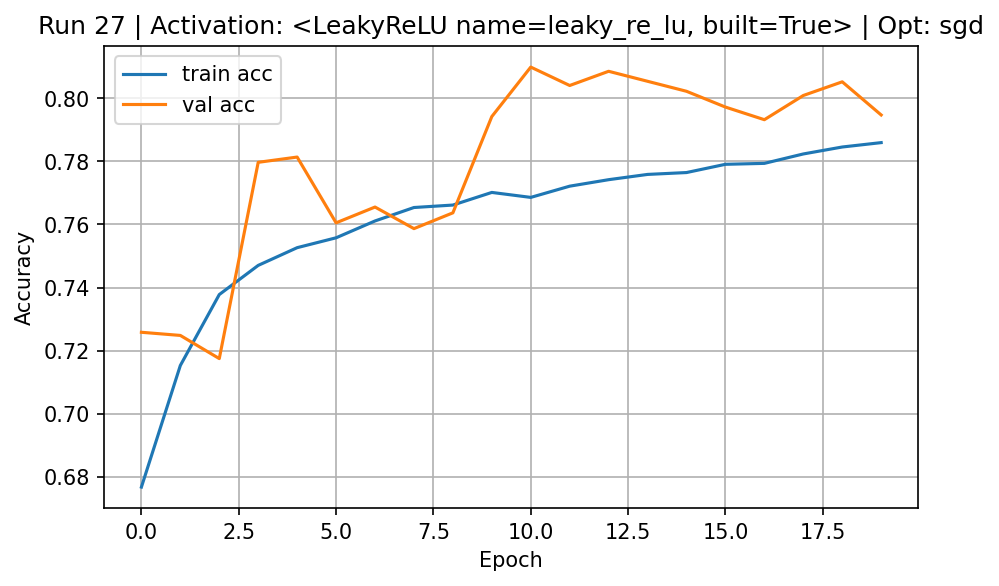 Run 27 | Activation: <LeakyReLU name=leaky_re_lu, built=True> | Opt: sgd
train acc
val acc
0.80
0.78
0.76
0.74
0.72
0.70
0.68
Accuracy
0.0 2.5 5.0 7.5 10.0 12.5 15.0 17.5
Epoch